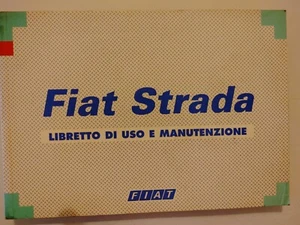 Fiat Strada
LIBRETTO DI USO E MANUTENZIONE
FIAT